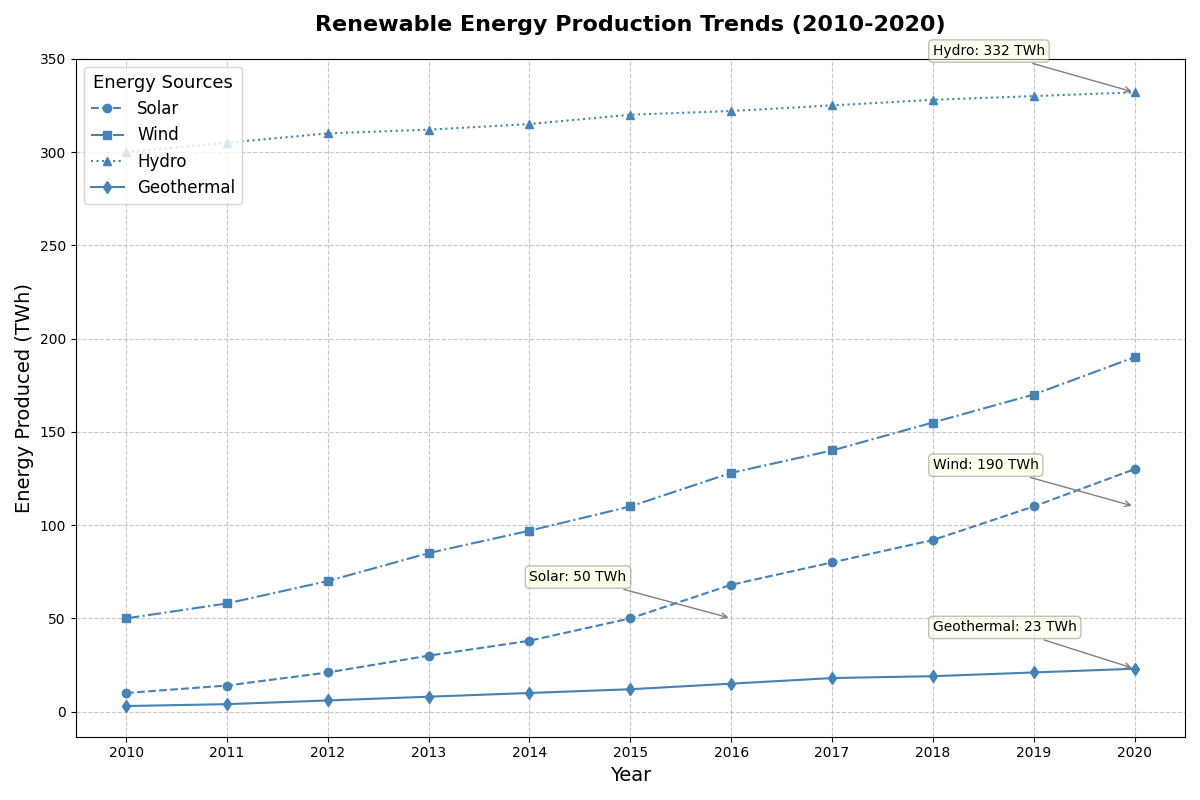 Renewable Energy Production Trends (2010-2020)
Hydro: 332 TWh
Energy Sources
Solar
Wind
Hydro
Geothermal
350
300
250
200
150
100
50
0
Energy Produced (TWh)
Wind: 190 TWh
Solar: 50 TWh
Geothermal: 23 TWh
2010 2011 2012 2013 2014 2015 2016 2017 2018 2019 2020
Year